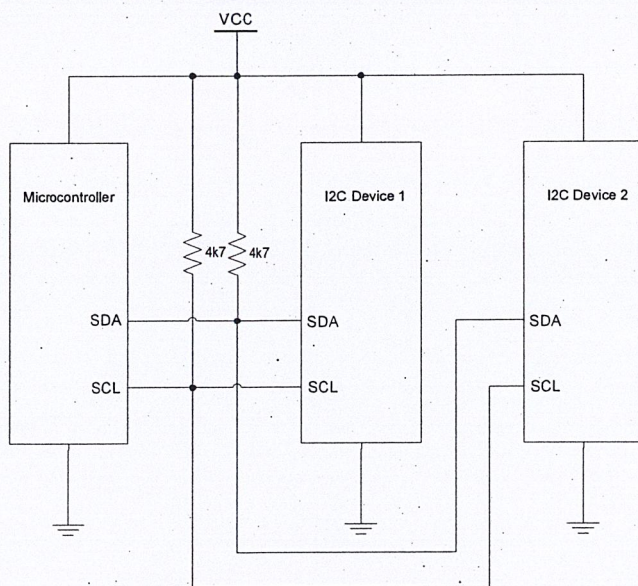 VCC
Microcontroller
I2C Device 1
I2C Device 2
4k7
4k7
SDA
SDA
SDA
SCL
SCL
SCL